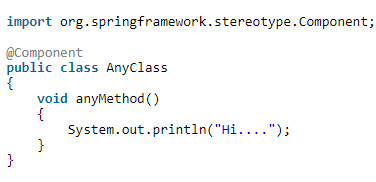 import org.springframework.stereotype.Component;
@Component
public class AnyClass
{
void anyMethod()
{
System.out.println("Hi....");
}
}